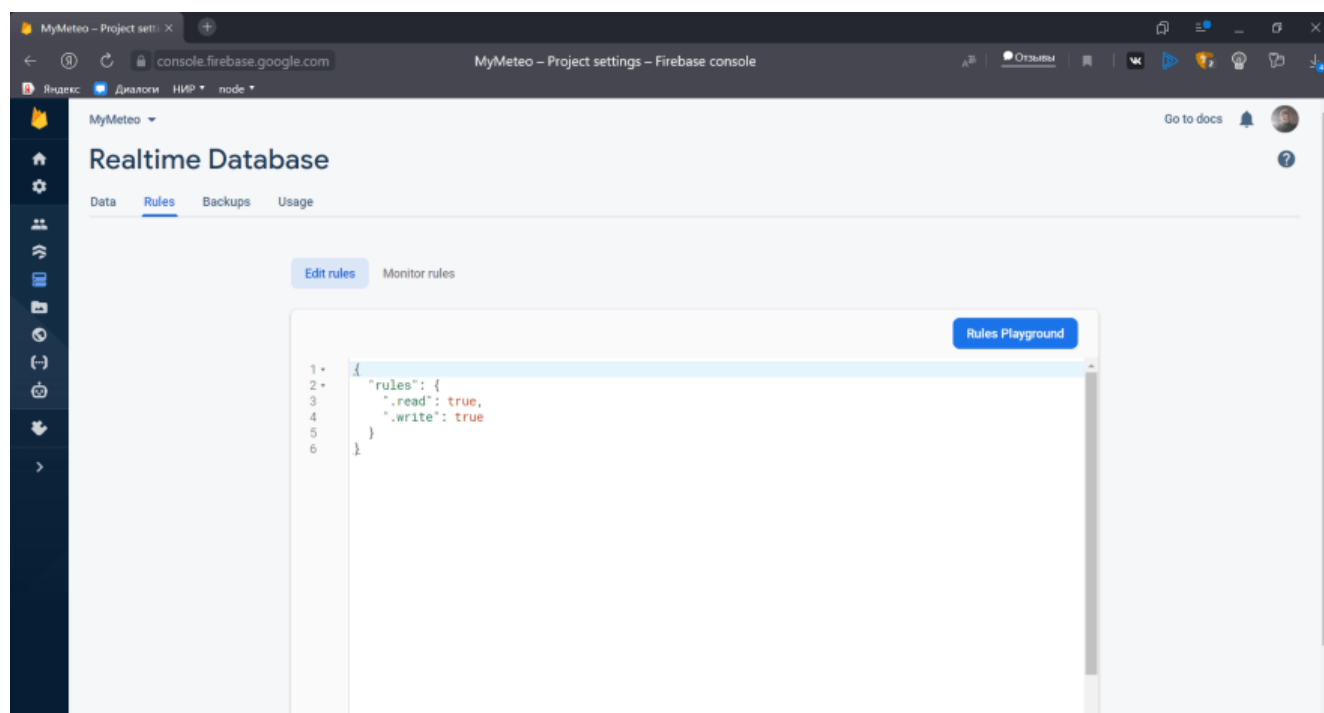 MyMeteo – Project setti
console.firebase.google.com MyMeteo – Project settings – Firebase console Отзывы
Яндекс Диалоги НИР node
MyMeteo Go to docs
Realtime Database
Data Rules Backups Usage
Edit rules Monitor rules
Rules Playground
1 {
2 "rules": {
3 ".read": true,
4 ".write": true
5 }
6 }